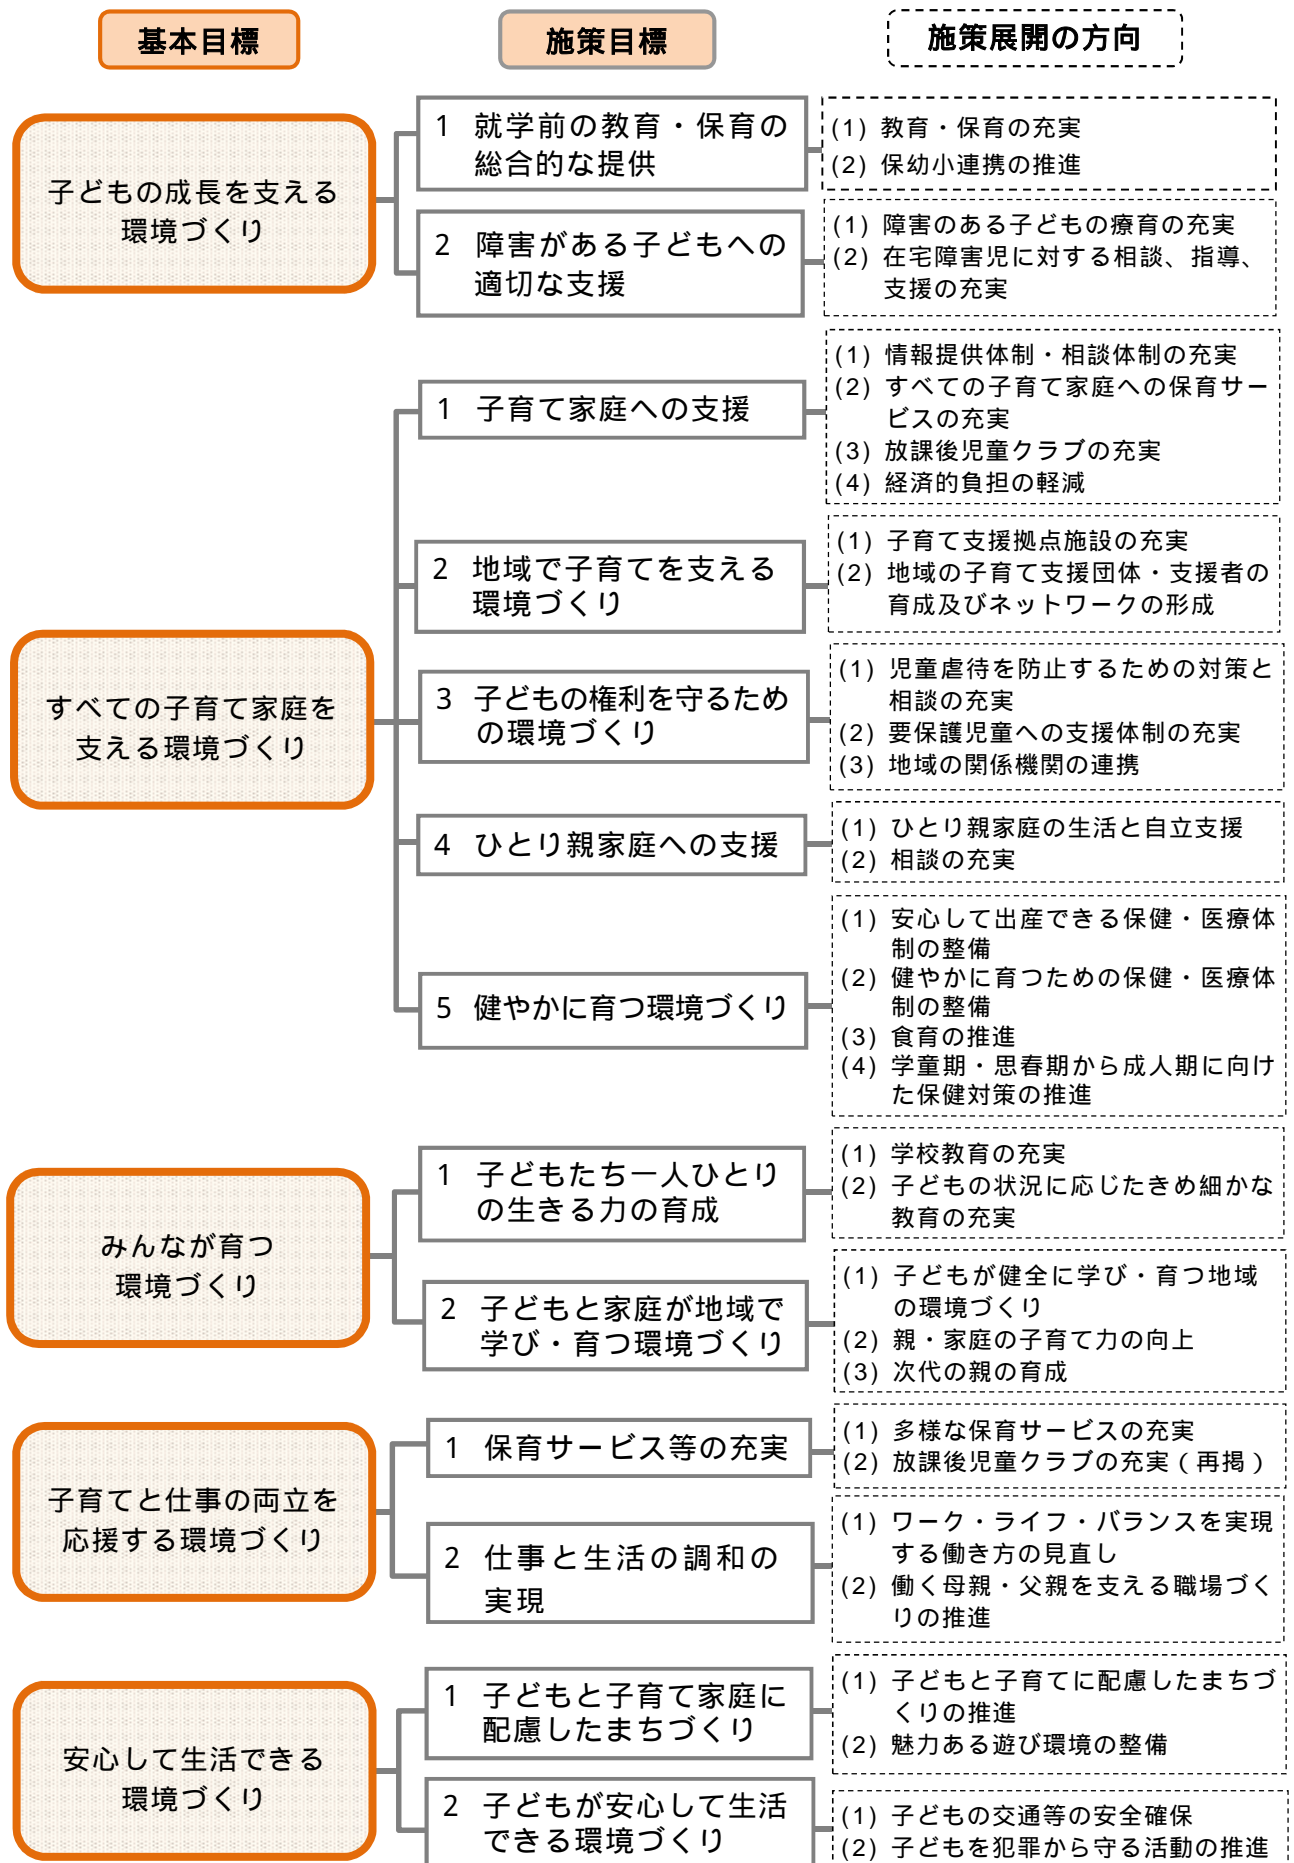 基本目標
施策目標
施策展開の方向
子どもの成長を支える
環境づくり
1 就学前の教育・保育の
総合的な提供
(1) 教育・保育の充実
(2) 保幼小連携の推進
2 障害がある子どもへの
適切な支援
(1) 障害のある子どもの療育の充実
(2) 在宅障害児に対する相談、指導、
支援の充実
すべての子育て家庭を
支える環境づくり
1 子育て家庭への支援
(1) 情報提供体制・相談体制の充実
(2) すべての子育て家庭への保育サー
ビスの充実
(3) 放課後児童クラブの充実
(4) 経済的負担の軽減
2 地域で子育てを支える
環境づくり
(1) 子育て支援拠点施設の充実
(2) 地域の子育て支援団体・支援者の
育成及びネットワークの形成
3 子どもの権利を守るため
の環境づくり
(1) 児童虐待を防止するための対策と
相談の充実
(2) 要保護児童への支援体制の充実
(3) 地域の関係機関の連携
4 ひとり親家庭への支援
(1) ひとり親家庭の生活と自立支援
(2) 相談の充実
5 健やかに育つ環境づくり
(1) 安心して出産できる保健・医療体
制の整備
(2) 健やかに育つための保健・医療体
制の整備
(3) 食育の推進
(4) 学童期・思春期から成人期に向け
た保健対策の推進
みんなが育つ
環境づくり
1 子どもたち一人ひとり
の生きる力の育成
(1) 学校教育の充実
(2) 子どもの状況に応じたきめ細かな
教育の充実
2 子どもと家庭が地域で
学び・育つ環境づくり
(1) 子どもが健全に学び・育つ地域
の環境づくり
(2) 親・家庭の子育て力の向上
(3) 次代の親の育成
子育てと仕事の両立を
応援する環境づくり
1 保育サービス等の充実
(1) 多様な保育サービスの充実
(2) 放課後児童クラブの充実(再掲)
2 仕事と生活の調和の
実現
(1) ワーク・ライフ・バランスを実現
する働き方の見直し
(2) 働く母親・父親を支える職場づく
りの推進
安心して生活できる
環境づくり
1 子どもと子育て家庭に
配慮したまちづくり
(1) 子どもと子育てに配慮したまちづ
くりの推進
(2) 魅力ある遊び環境の整備
2 子どもが安心して生活
できる環境づくり
(1) 子どもの交通等の安全確保
(2) 子どもを犯罪から守る活動の推進